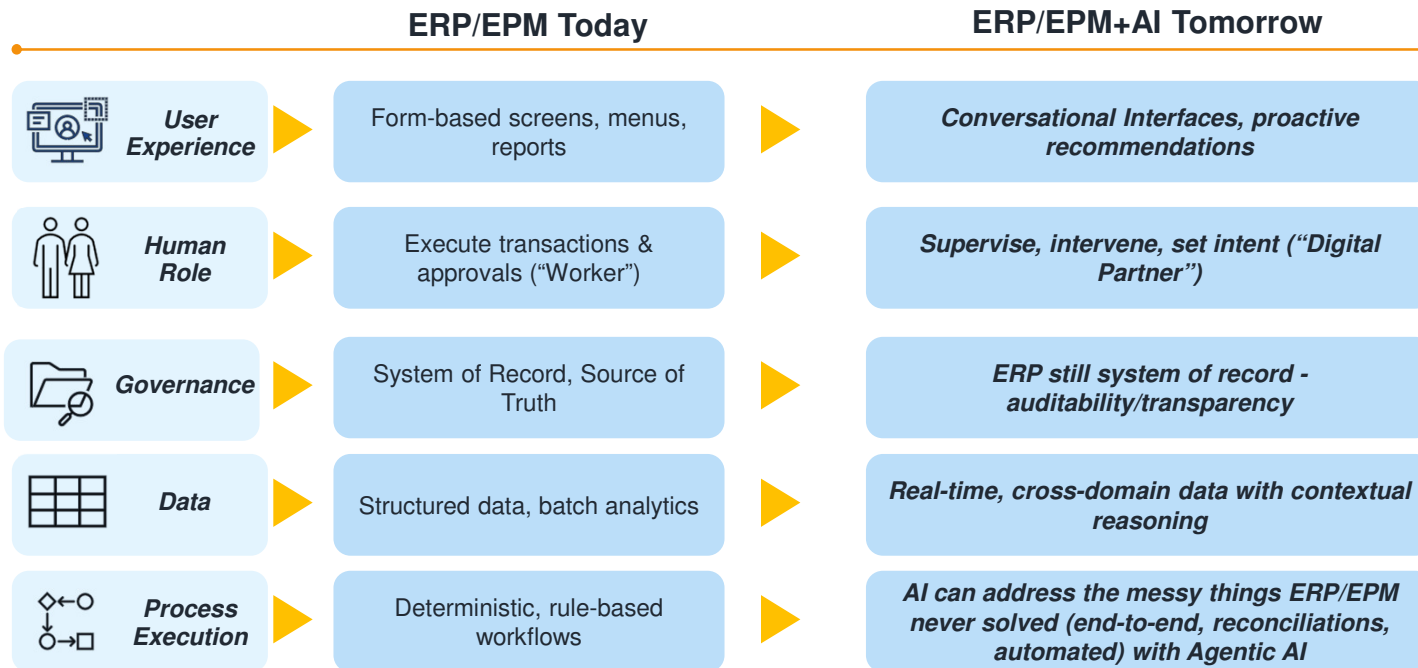 ERP/EPM Today
ERP/EPM+AI Tomorrow
User
Experience
Form-based screens, menus,
reports
Conversational Interfaces, proactive
recommendations
Human
Role
Execute transactions &
approvals (“Worker”)
Supervise, intervene, set intent (“Digital
Partner”)
Governance
System of Record, Source of
Truth
ERP still system of record -
auditability/transparency
Data
Structured data, batch analytics
Real-time, cross-domain data with contextual
reasoning
Process
Execution
Deterministic, rule-based
workflows
AI can address the messy things ERP/EPM
never solved (end-to-end, reconciliations,
automated) with Agentic AI